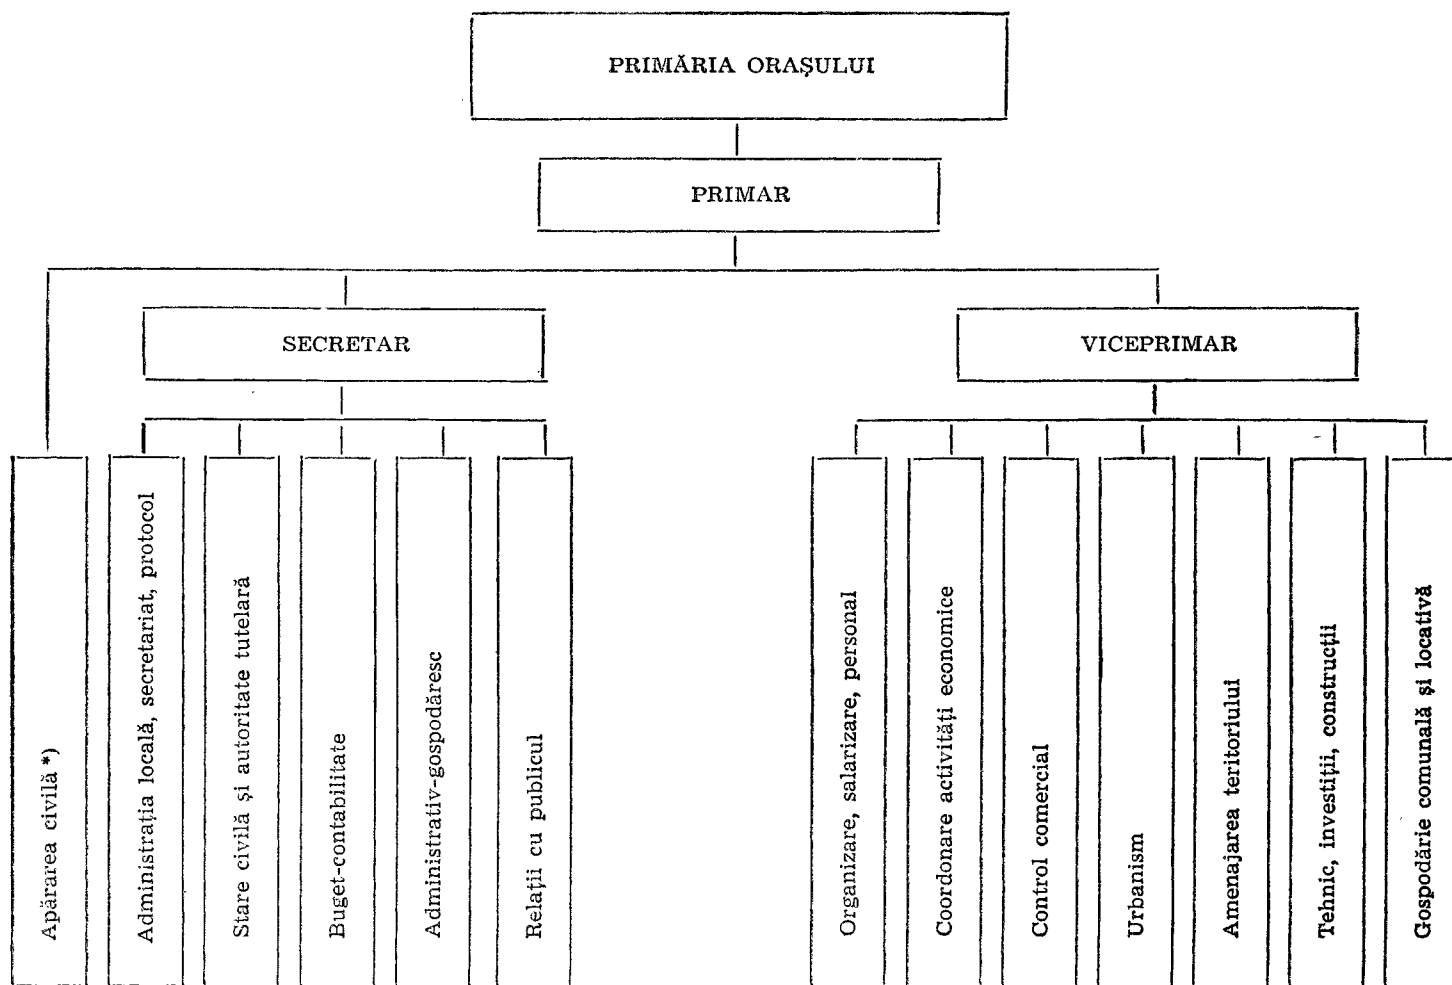 PRIMĂRIA ORAȘULUI
PRIMAR
SECRETAR
VICEPRIMAR
Apărarea civilă *)
Administrația locală, secretariat, protocol
Stare civilă și autoritate tutelară
Buget-contabilitate
Administrativ-gospodăresc
Relații cu publicul
Organizare, salarizare, personal
Coordonare activități economice
Control comercial
Urbanism
Amenajarea teritoriului
Tehnic, investiții, construcții
Gospodărie comunală și locativă